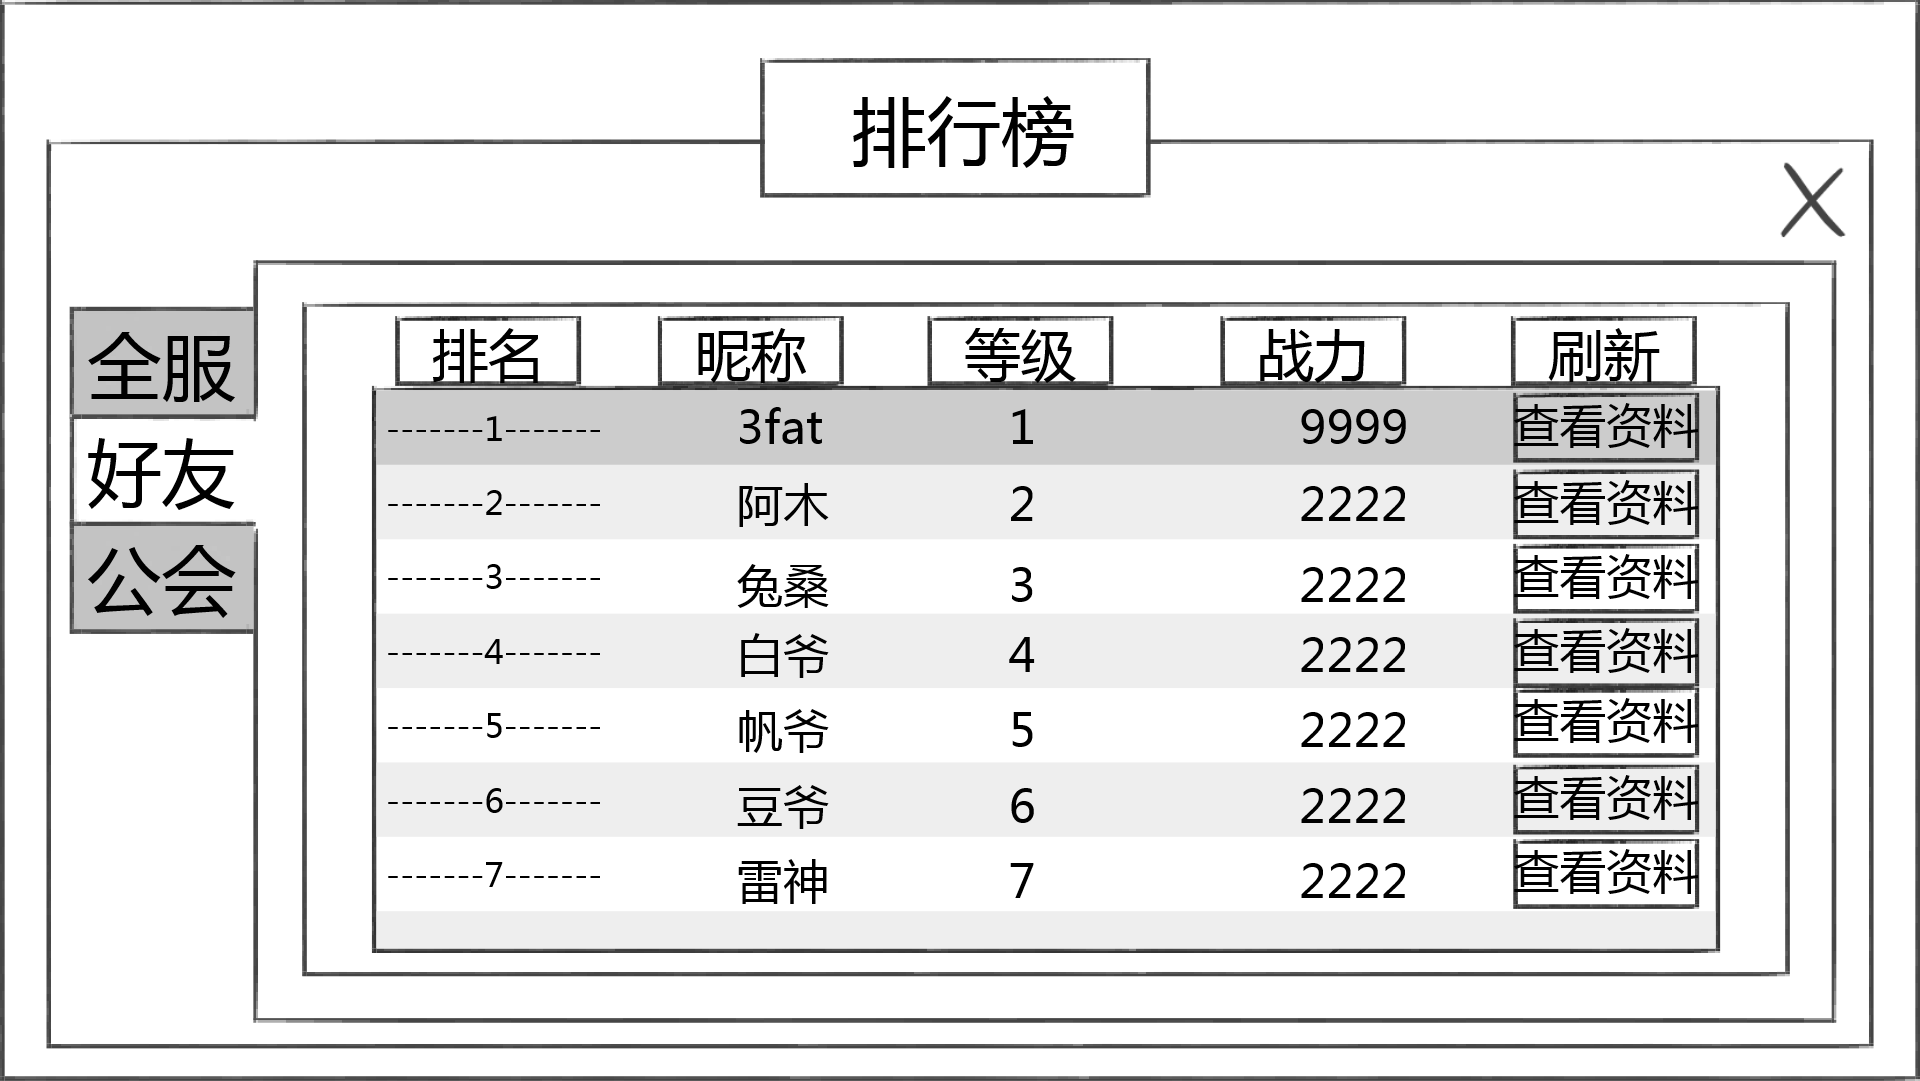 排行榜
全服
好友
公会
排名 昵称 等级 战力 刷新
-------1------- 3fat 1 9999 查看资料
-------2------- 阿木 2 2222 查看资料
-------3------- 兔桑 3 2222 查看资料
-------4------- 白爷 4 2222 查看资料
-------5------- 帆爷 5 2222 查看资料
-------6------- 豆爷 6 2222 查看资料
-------7------- 雷神 7 2222 查看资料